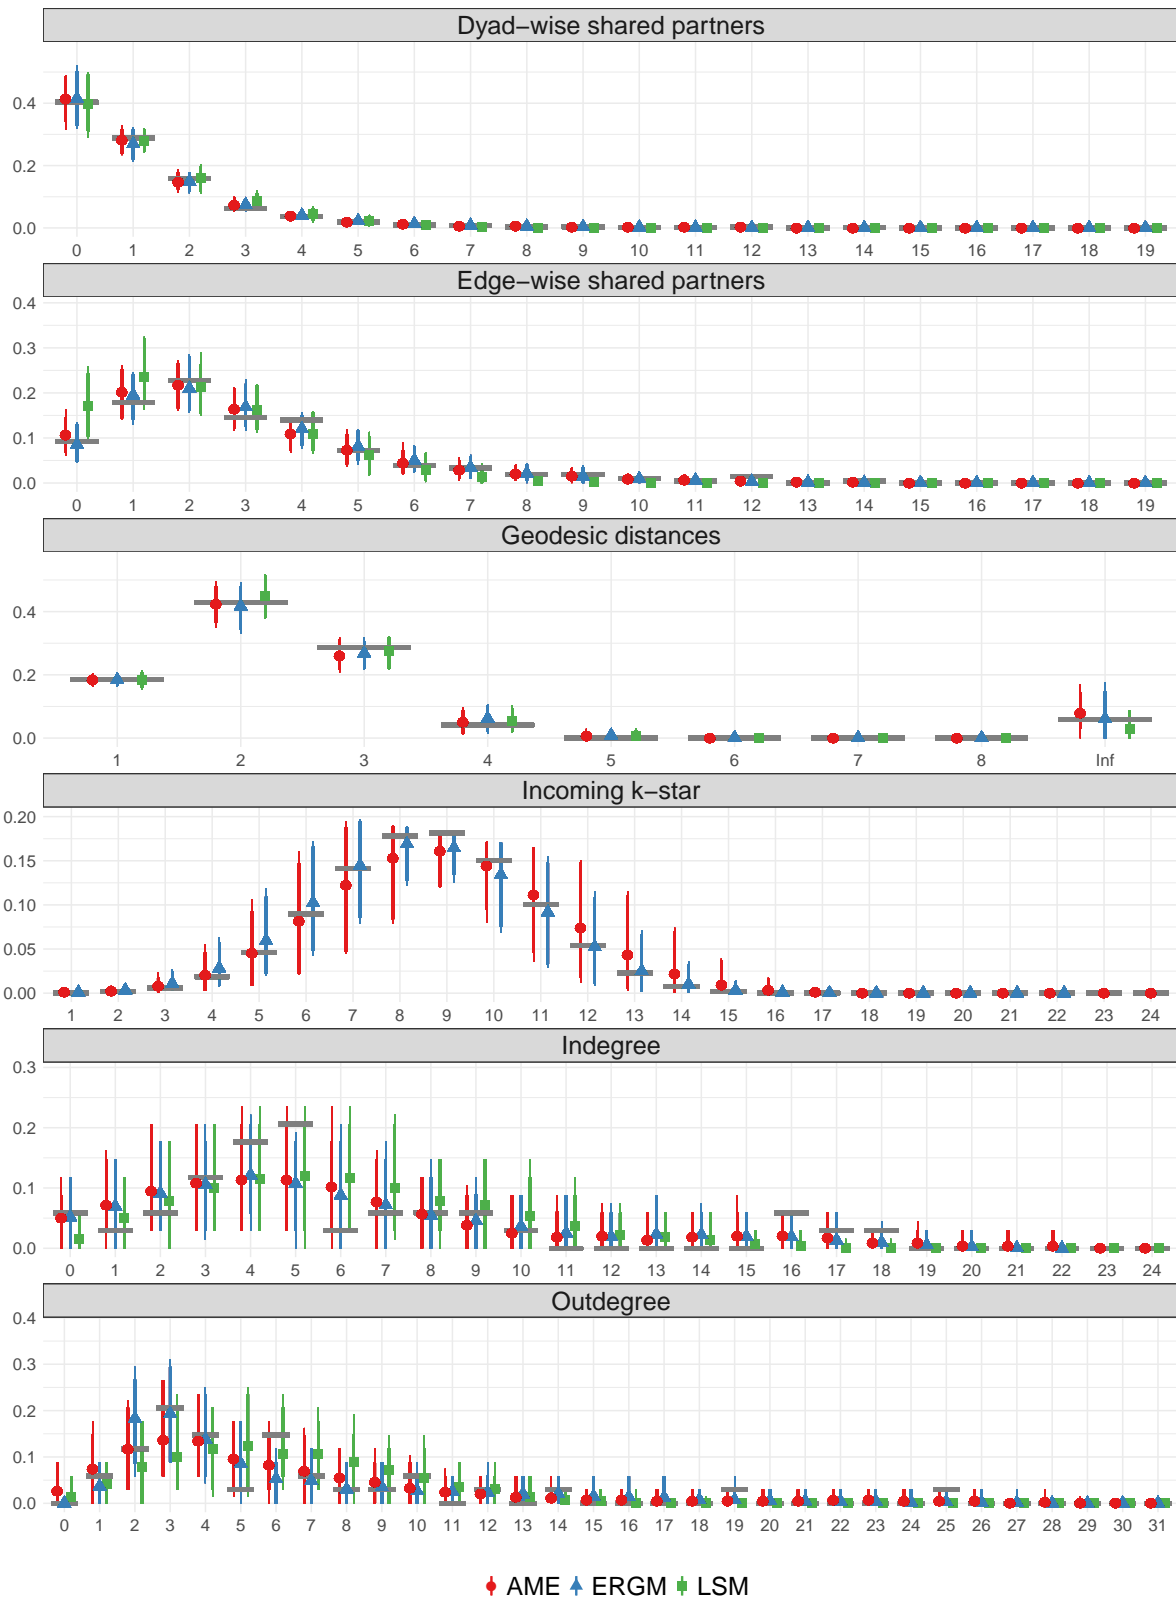 Dyad−wise shared partners
0.4
0.2
0.0
0 1 2 3 4 5 6 7 8 9 10 11 12 13 14 15 16 17 18 19
Edge−wise shared partners
0.4
0.3
0.2
0.1
0.0
0 1 2 3 4 5 6 7 8 9 10 11 12 13 14 15 16 17 18 19
Geodesic distances
0.4
0.2
0.0
1 2 3 4 5 6 7 8 Inf
Incoming k−star
0.20
0.15
0.10
0.05
0.00
1 2 3 4 5 6 7 8 9 10 11 12 13 14 15 16 17 18 19 20 21 22 23 24
Indegree
0.3
0.2
0.1
0.0
0 1 2 3 4 5 6 7 8 9 10 11 12 13 14 15 16 17 18 19 20 21 22 23 24
Outdegree
0.4
0.3
0.2
0.1
0.0
0 1 2 3 4 5 6 7 8 9 10 11 12 13 14 15 16 17 18 19 20 21 22 23 24 25 26 27 28 29 30 31
AME ERGM LSM